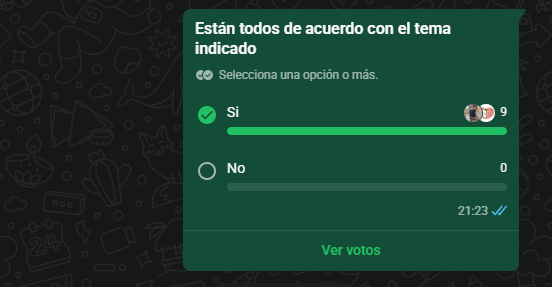 Están todos de acuerdo con el tema
indicado
Selecciona una opción o más.
Si 9
No 0
21:23
Ver votos